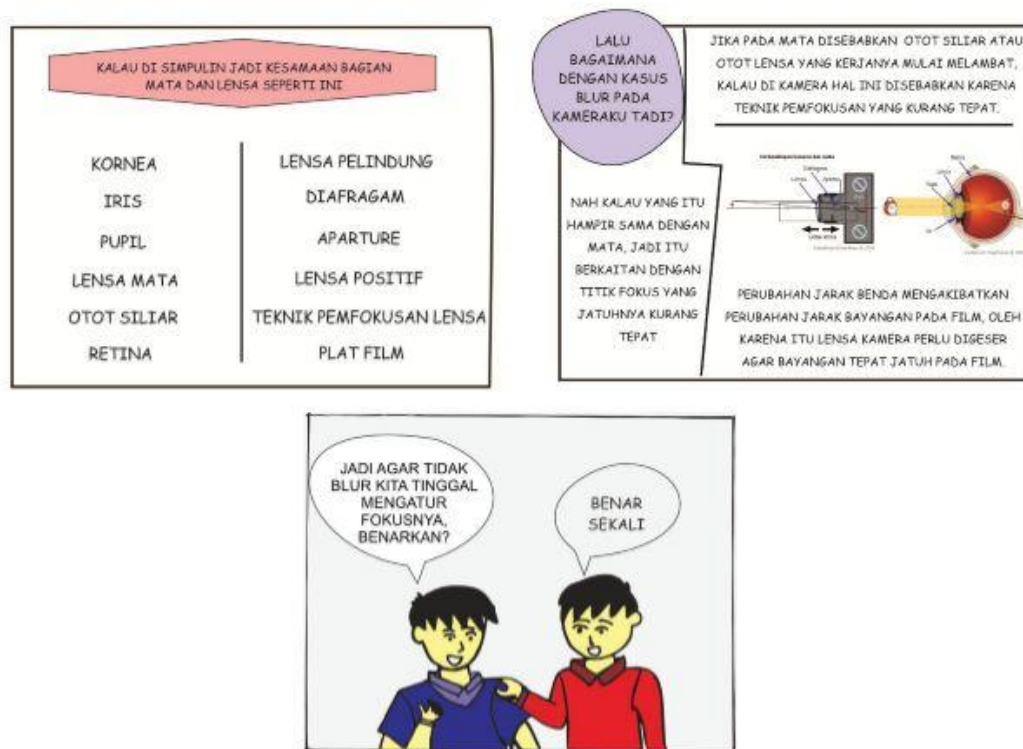 KALAU DI SIMPULIN JADI KESAMAAN BAGIAN
MATA DAN LENSA SEPERTI INI
KORNEA
LENSA PELINDUNG
IRIS
DIAFRAGAM
PUPIL
APARTURE
LENSA MATA
LENSA POSITIF
OTOT SILIAR
TEKNIK PEMFOKUSAN LENSA
RETINA
PLAT FILM
LALU
BAGAIMANA
DENGAN KASUS
BLUR PADA
KAMERAKU TADI?
JIKA PADA MATA DISEBABKAN OTOT SILIAR ATAU
OTOT LENSA YANG KERJANYA MULAI MELAMBAT,
KALAU DI KAMERA HAL INI DISEBABKAN KARENA
TEKNIK PEMFOKUSAN YANG KURANG TEPAT.
NAH KALAU YANG ITU
HAMPIR SAMA DENGAN
MATA, JADI ITU
BERKAITAN DENGAN
TITIK FOKUS YANG
JATUHNYA KURANG
TEPAT
PERUBAHAN JARAK BENDA MENGAKIBATKAN
PERUBAHAN JARAK BAYANGAN PADA FILM, OLEH
KARENA ITU LENSA KAMERA PERLU DIGESER
AGAR BAYANGAN TEPAT JATUH PADA FILM.
JADI AGAR TIDAK
BLUR KITA TINGGAL
MENGATUR
FOKUSNYA,
BENARKAN?
BENAR
SEKALI